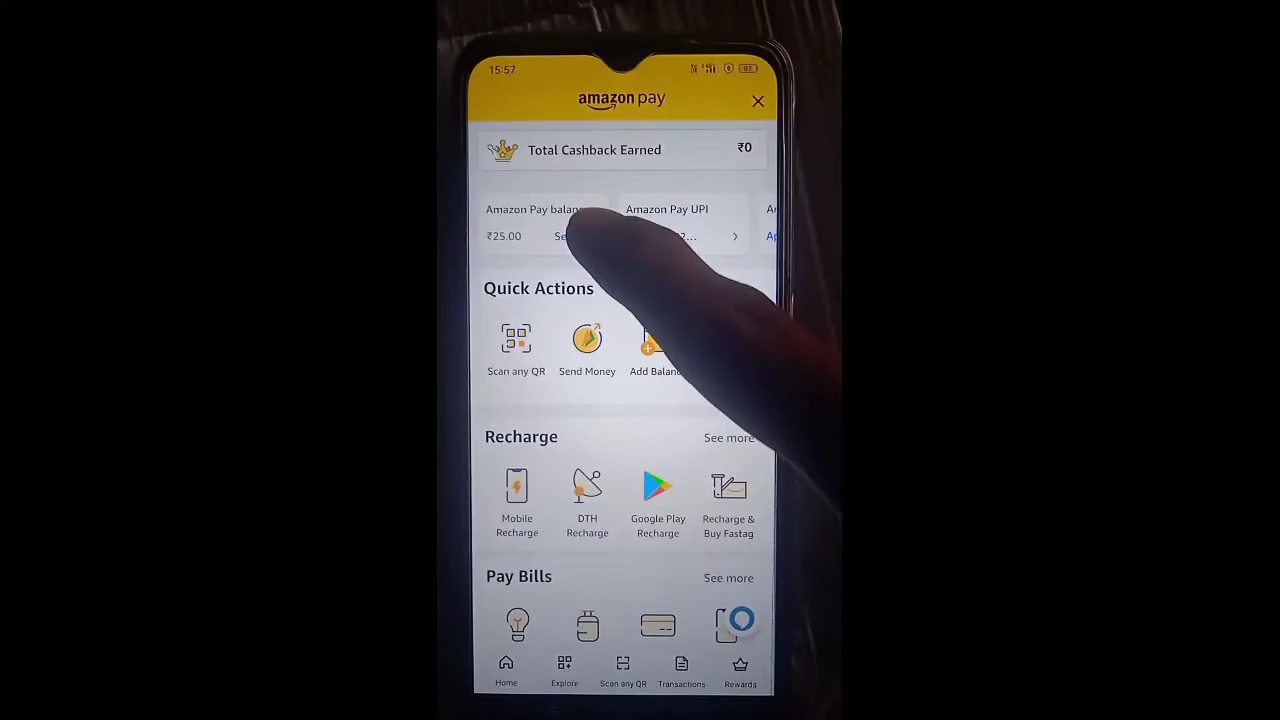 15:57
87
amazon pay
Total Cashback Earned
₹0
Amazon Pay
Amazon Pay UPI
₹25.00
Quick Actions
Scan any QR
Send Money
Add
Recharge
See more
Mobile
Recharge
DTH
Recharge
Google Play
Recharge
Recharge &
Buy Fastag
Pay Bills
See more
Home
Explore
Scan any QR
Transactions
Rewards